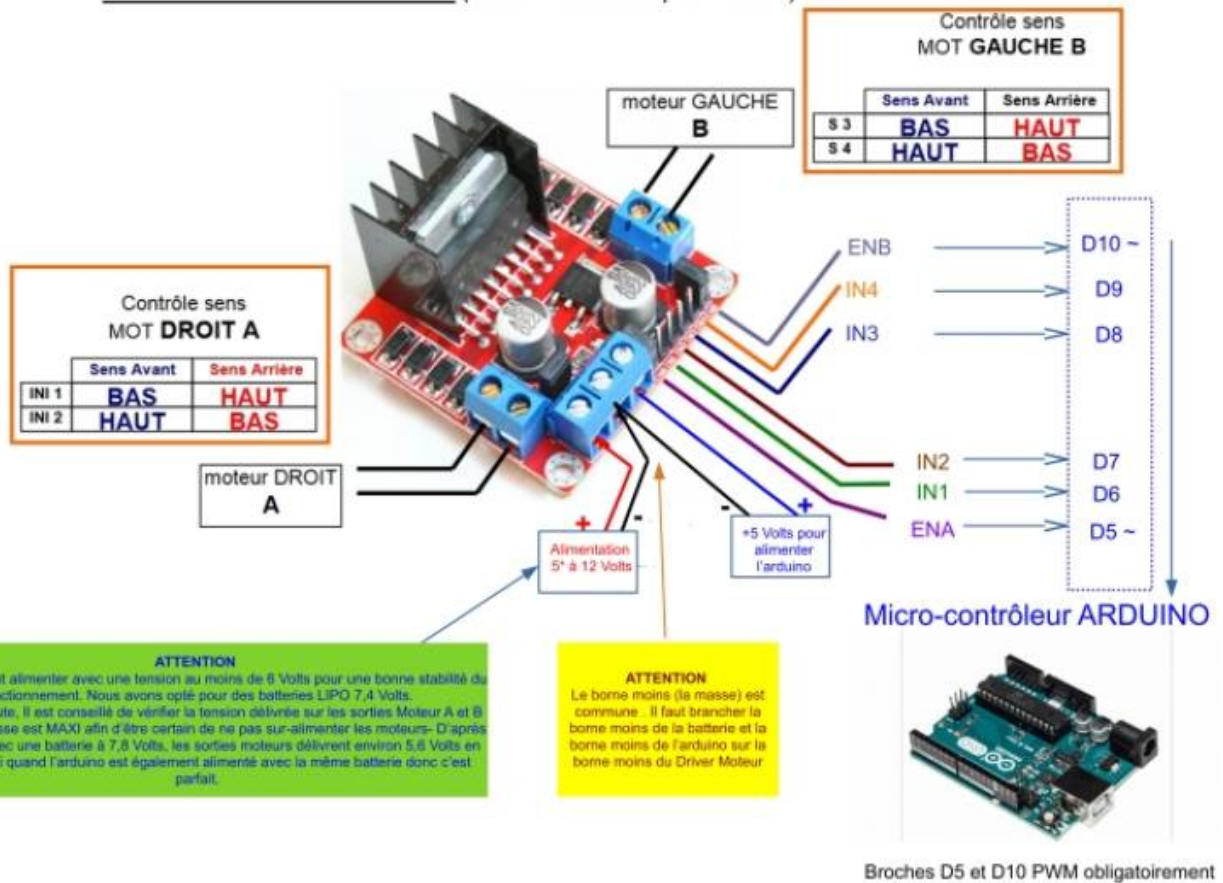 Contrôle sens
MOT GAUCHE B
Sens Avant Sens Arrière
S 3 BAS HAUT
S 4 HAUT BAS
moteur GAUCHE
B
Contrôle sens
MOT DROIT A
Sens Avant Sens Arrière
INI 1 BAS HAUT
INI 2 HAUT BAS
moteur DROIT
A
ENB D10 ~
IN4 D9
IN3 D8
IN2 D7
IN1 D6
ENA D5 ~
+ -
Alimentation
5* à 12 Volts
- +
+5 Volts pour
alimenter
l'arduino
Micro-contrôleur ARDUINO
ATTENTION
alimenter avec une tension au moins de 6 Volts pour une bonne stabilité du
Nous avons opté pour des batteries LIPO 7,4 Volts.
Il est conseillé de vérifier la tension délivrée sur les sorties Moteur A et B
est MAXI afin d'être certain de ne pas sur-alimenter les moteurs- D'après
une batterie à 7,8 Volts, les sorties moteurs délivrent environ 5,6 Volts en
quand l'arduino est également alimenté avec la même batterie donc c'est
parfait.
ATTENTION
Le borne moins (la masse) est
commune . Il faut brancher la
borne moins de la batterie et la
borne moins de l'arduino sur la
borne moins du Driver Moteur
Broches D5 et D10 PWM obligatoirement